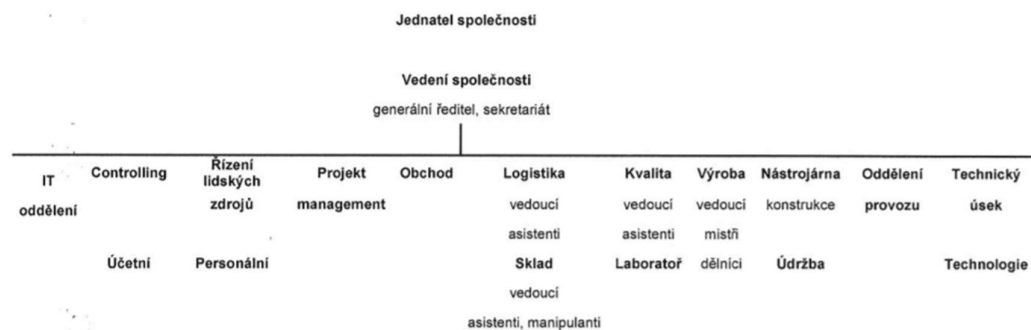 Jednatel společnosti
Vedení společnosti
generální ředitel, sekretariát
IT
oddělení
Controlling
Účetní
Řízení
lidských
zdrojů
Personální
Projekt
management
Obchod
Logistika
vedoucí
asistenti
Sklad
vedoucí
asistenti, manipulanti
Kvalita
vedoucí
asistenti
Laboratoř
Výroba
vedoucí
mistři
dělníci
Nástrojárna
konstrukce
Údržba
Oddělení
provozu
Technický
úsek
Technologie